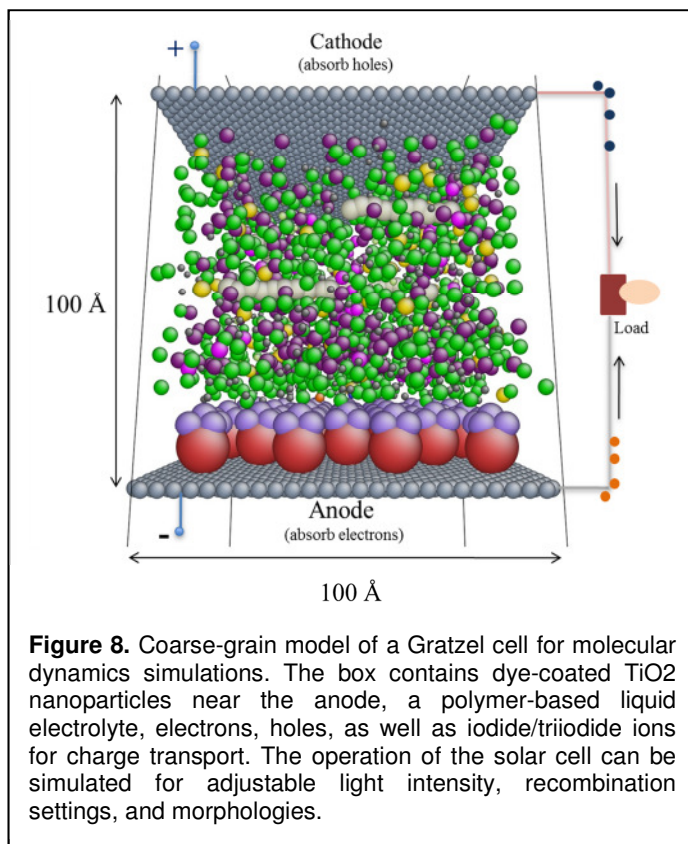 +
Cathode
(absorb holes)
100 Å
Load
Anode
(absorb electrons)
-
100 Å
Figure 8. Coarse-grain model of a Gratzel cell for molecular
dynamics simulations. The box contains dye-coated TiO2
nanoparticles near the anode, a polymer-based liquid
electrolyte, electrons, holes, as well as iodide/triiodide ions
for charge transport. The operation of the solar cell can be
simulated for adjustable light intensity, recombination
settings, and morphologies.